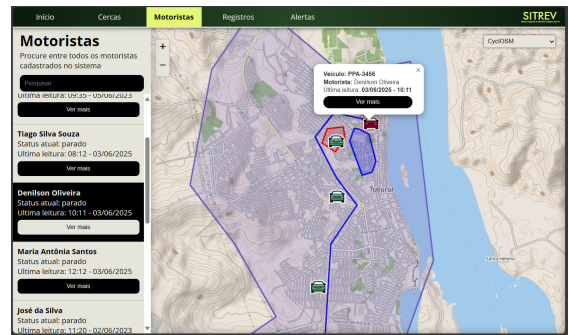 Início
Cercas
Motoristas
Registros
Alertas
SITREV
Motoristas
Procure entre todos os motoristas
cadastrados no sistema
Pesquisar
Ultima leitura: 09:35 - 05/06/2023
Ver mais
Tiago Silva Souza
Status atual: parado
Ultima leitura: 08:12 - 03/06/2025
Ver mais
Denilson Oliveira
Status atual: parado
Ultima leitura: 10:11 - 03/06/2025
Ver mais
Maria Antônia Santos
Status atual: parado
Ultima leitura: 12:12 - 03/06/2025
Ver mais
José da Silva
Status atual: parado
Ultima leitura: 11:20 - 02/06/2023
+
−
CyclOSM
×
Veículo: PPA-3456
Motorista: Denilson Oliveira
Última leitura: 03/06/2025 - 10:11
Ver mais
Tucuruí
Santa Helena